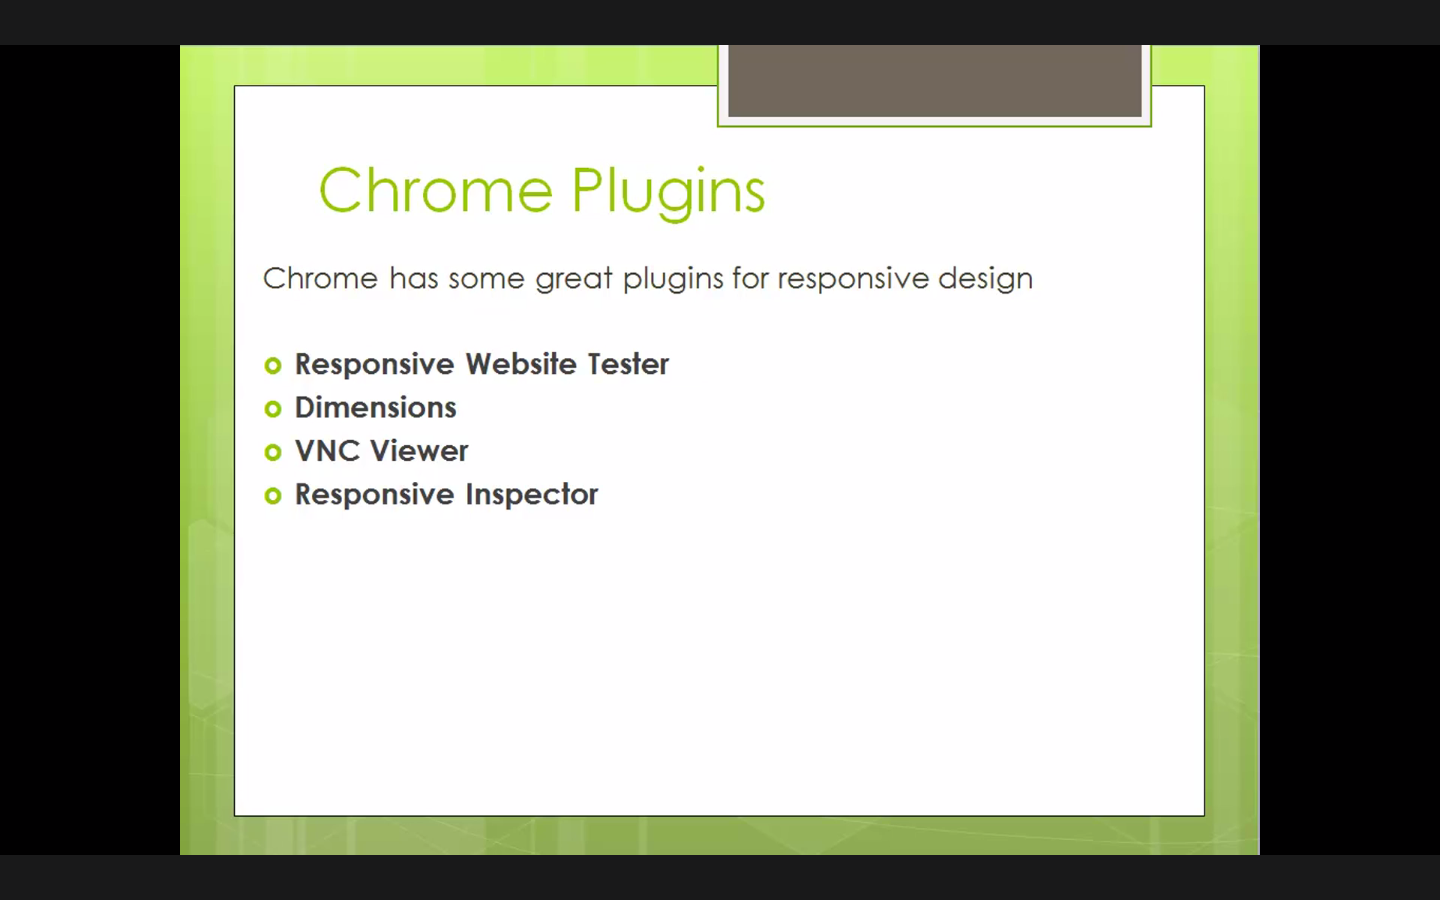 Chrome Plugins
Chrome has some great plugins for responsive design
Responsive Website Tester
Dimensions
VNC Viewer
Responsive Inspector